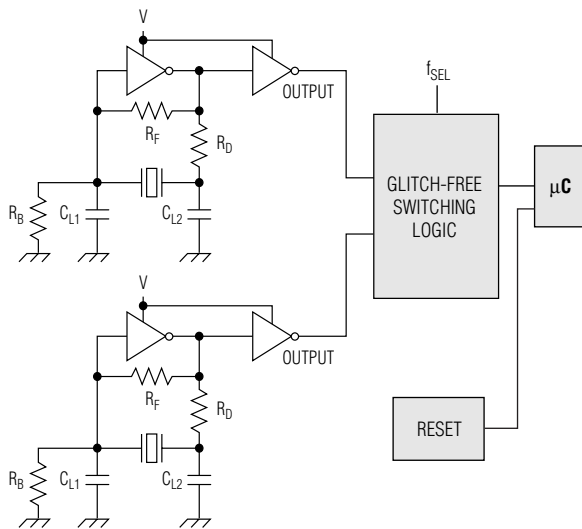 V
OUTPUT
R_F
R_D
R_B
C_L1
C_L2
f_SEL
GLITCH-FREE
SWITCHING
LOGIC
μC
V
OUTPUT
R_F
R_D
R_B
C_L1
C_L2
RESET